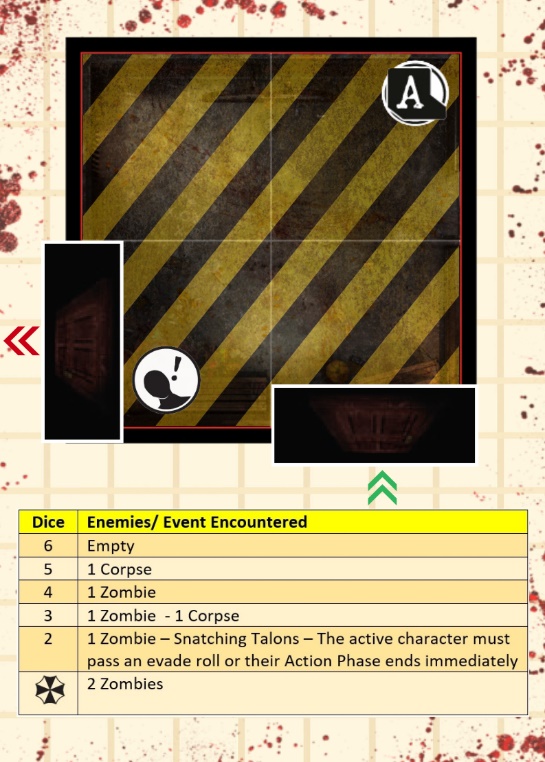 A
!
Dice Enemies/ Event Encountered
6 Empty
5 1 Corpse
4 1 Zombie
3 1 Zombie - 1 Corpse
2 1 Zombie – Snatching Talons – The active character must
pass an evade roll or their Action Phase ends immediately
2 Zombies